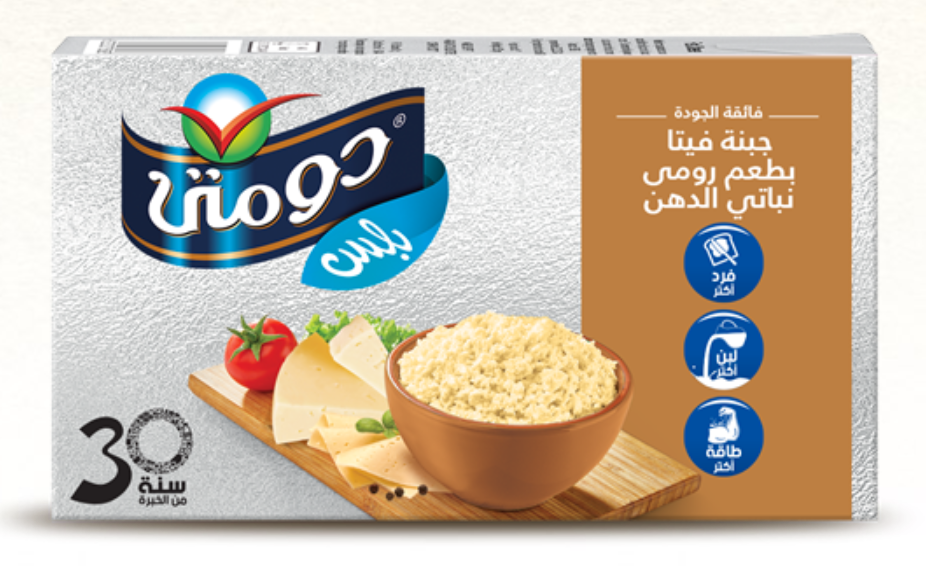 دومتى®
بلس
فائقة الجودة
جبنة فيتا
بطعم رومى
نباتي الدهن
فرد
أكتر
لبن
أكتر
طاقة
أكتر
30
سنة
من الخبرة